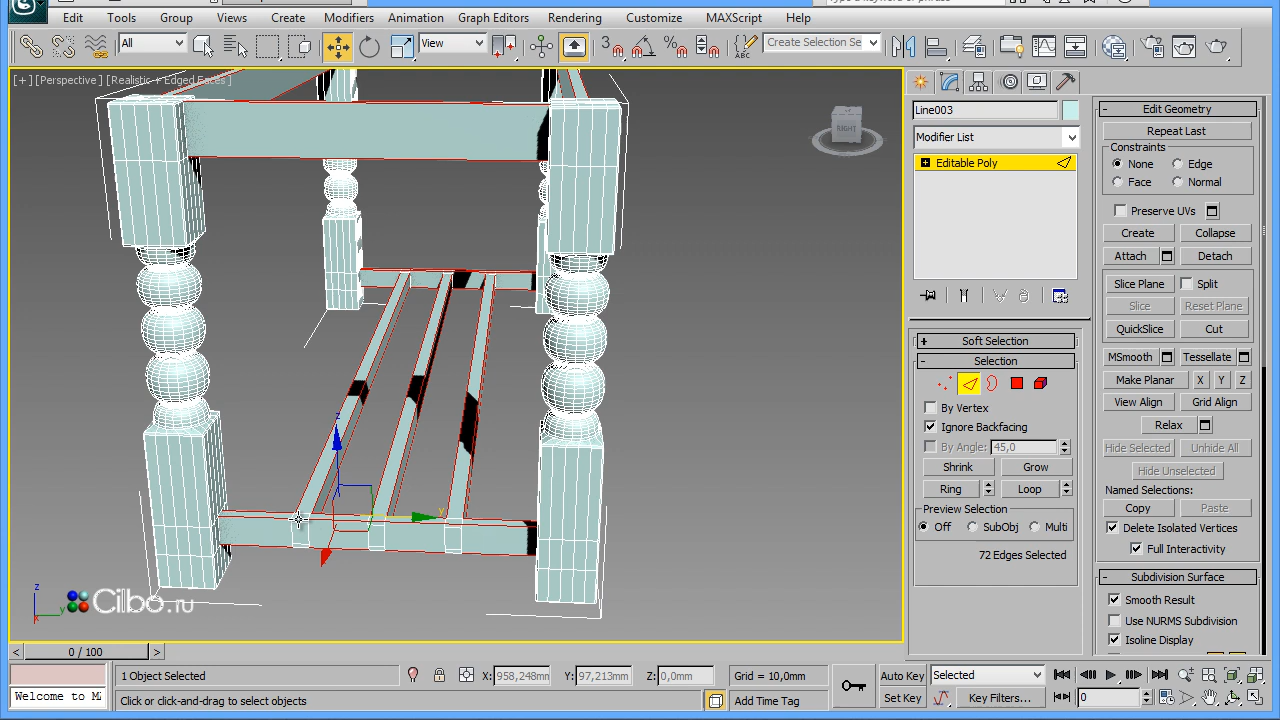 Edit Tools Group Views Create Modifiers Animation Graph Editors Rendering Customize MAXScript Help
All View 3 % Create Selection Se
[+] [Perspective] [Realistic + Edged Faces]
RIGHT
z
y
Cilbo.ru
z
y
x
Line003
Modifier List
Editable Poly
+ Soft Selection
- Selection
By Vertex
Ignore Backfacing
By Angle: 45,0
Shrink Grow
Ring Loop
Preview Selection
Off SubObj Multi
72 Edges Selected
- Edit Geometry
Repeat Last
Constraints
None Edge
Face Normal
Preserve UVs
Create Collapse
Attach Detach
Slice Plane Split
Slice Reset Plane
QuickSlice Cut
MSmooth Tessellate
Make Planar X Y Z
View Align Grid Align
Relax
Hide Selected Unhide All
Hide Unselected
Named Selections:
Copy Paste
Delete Isolated Vertices
Full Interactivity
- Subdivision Surface
Smooth Result
Use NURMS Subdivision
Isoline Display
< 0 / 100 >
1 Object Selected X: 958,248mm Y: 97,213mm Z: 0,0mm Grid = 10,0mm Auto Key Selected
Welcome to M Click or click-and-drag to select objects Add Time Tag Set Key Key Filters... 0